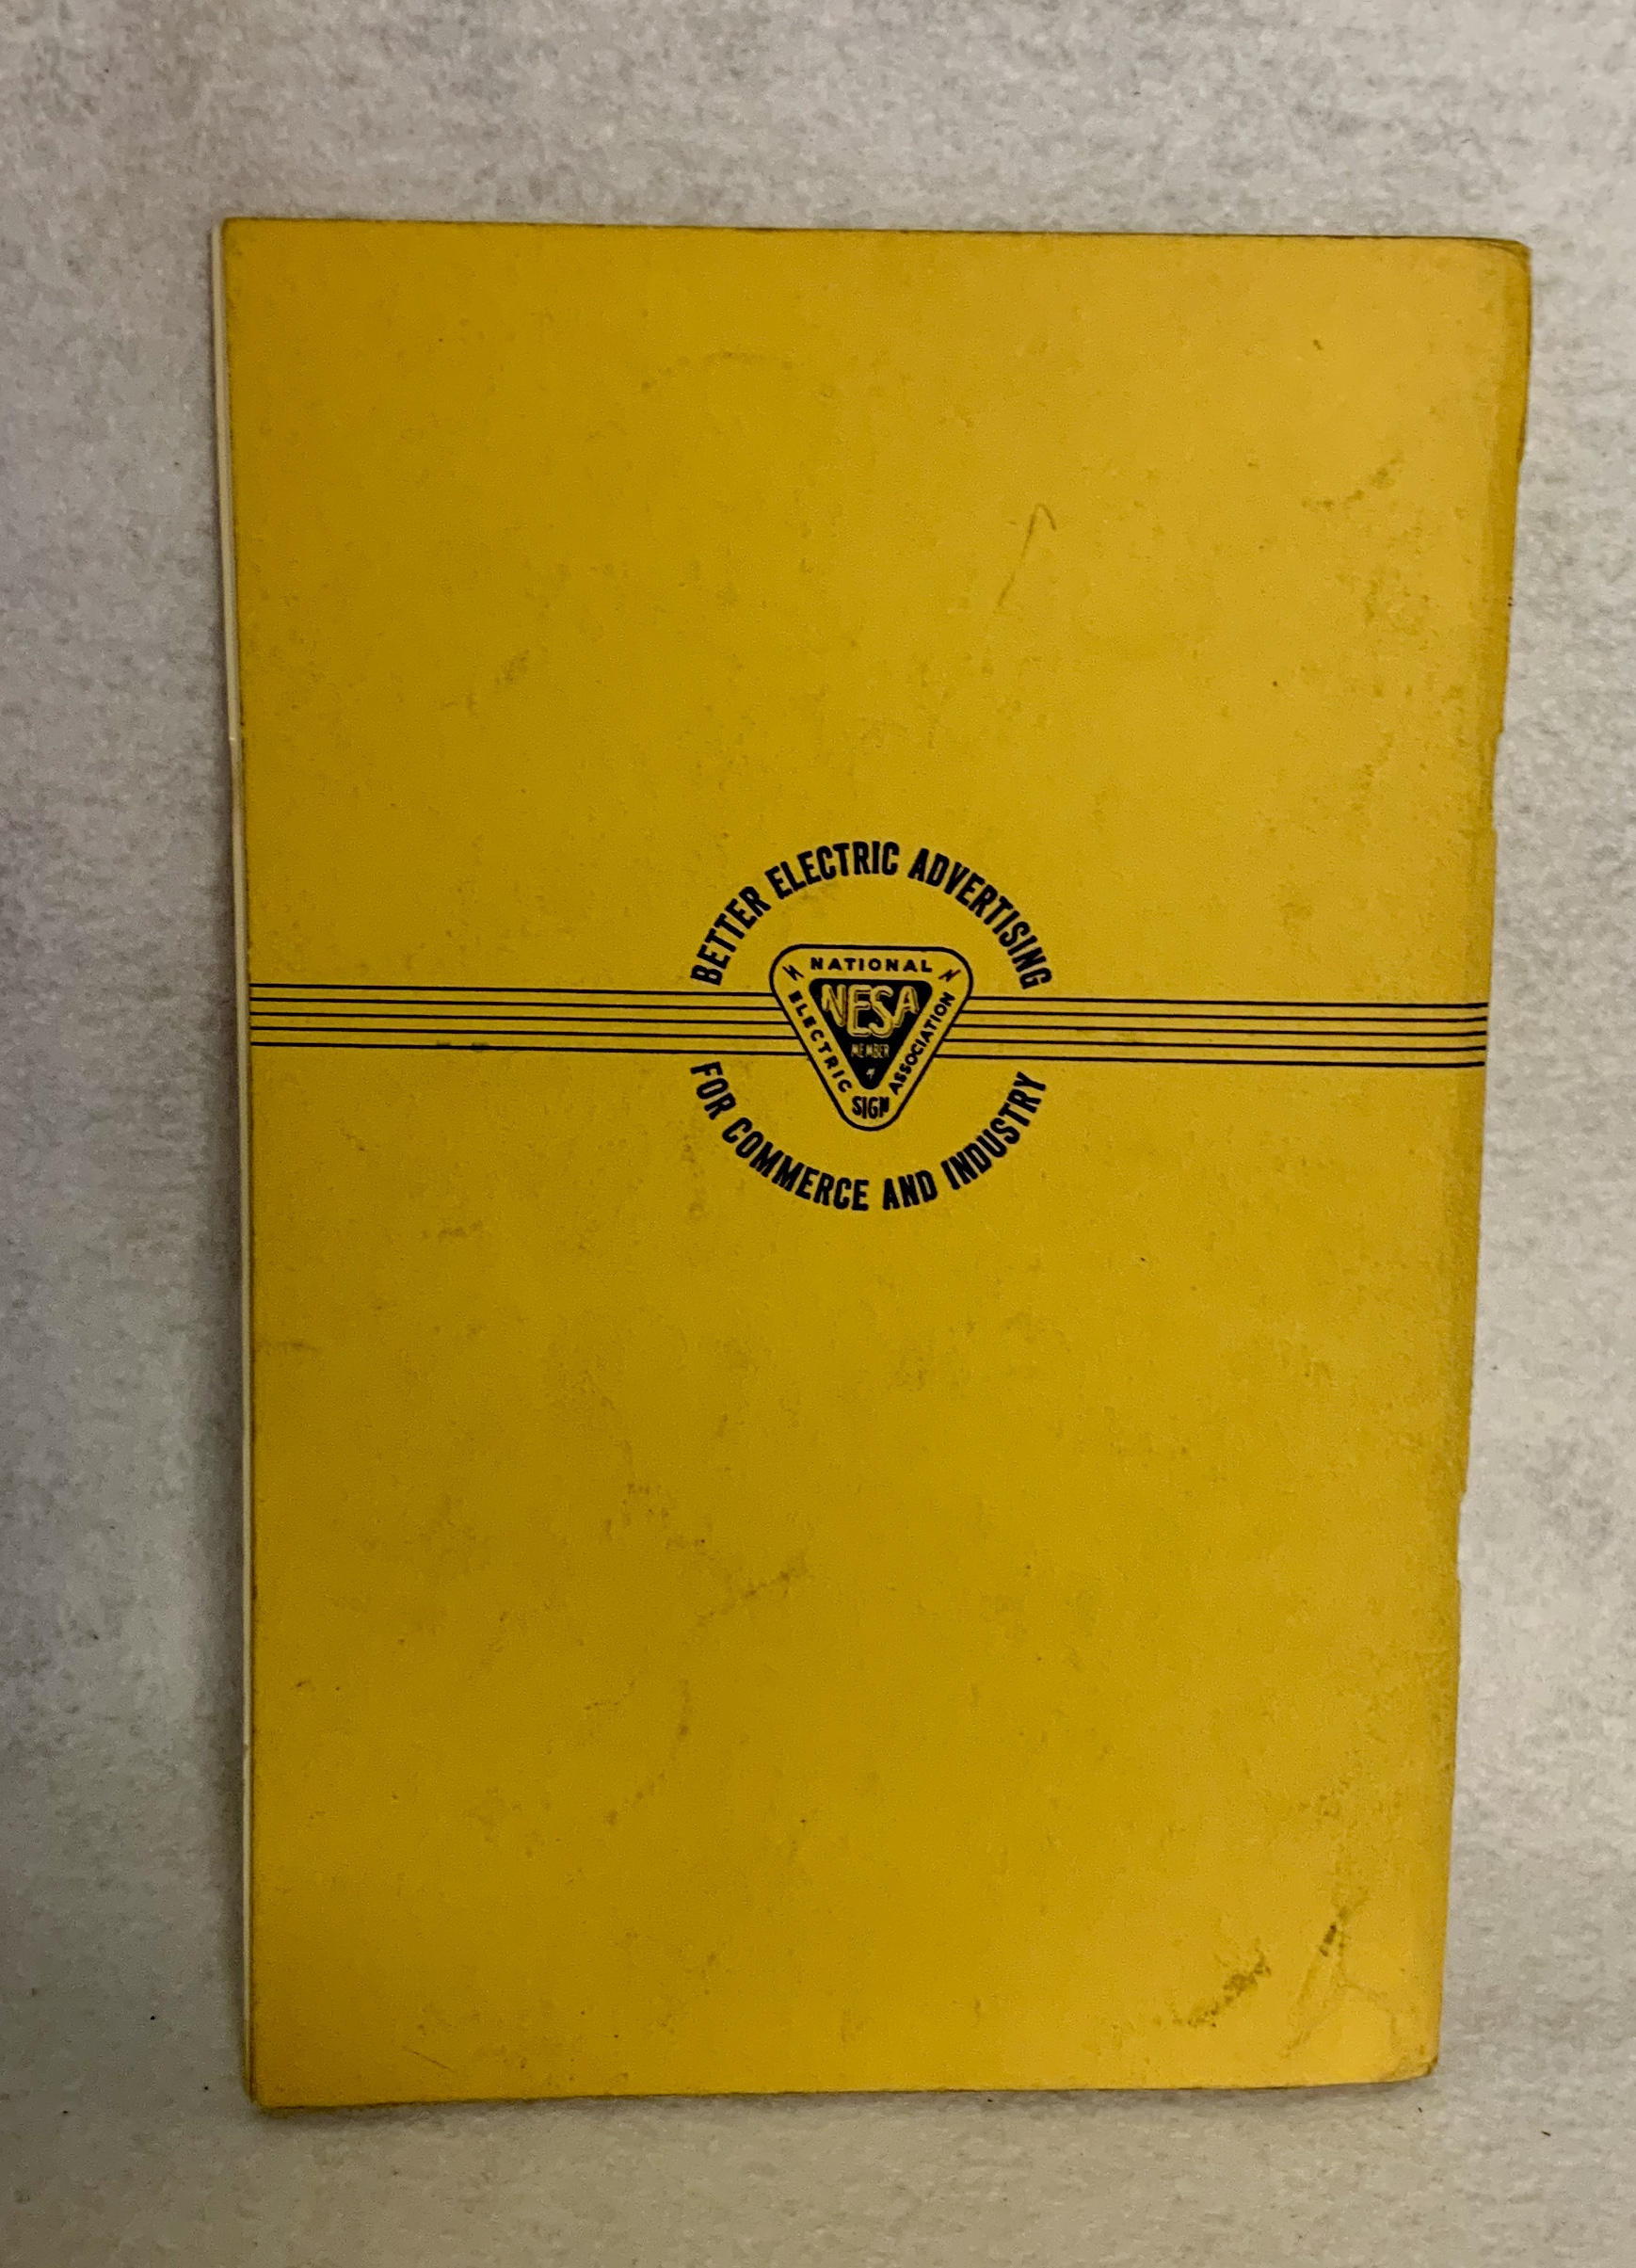 BETTER ELECTRIC ADVERTISING
NATIONAL
ELECTRIC
SIGN
ASSOCIATION
NESA
MEMBER
FOR COMMERCE AND INDUSTRY